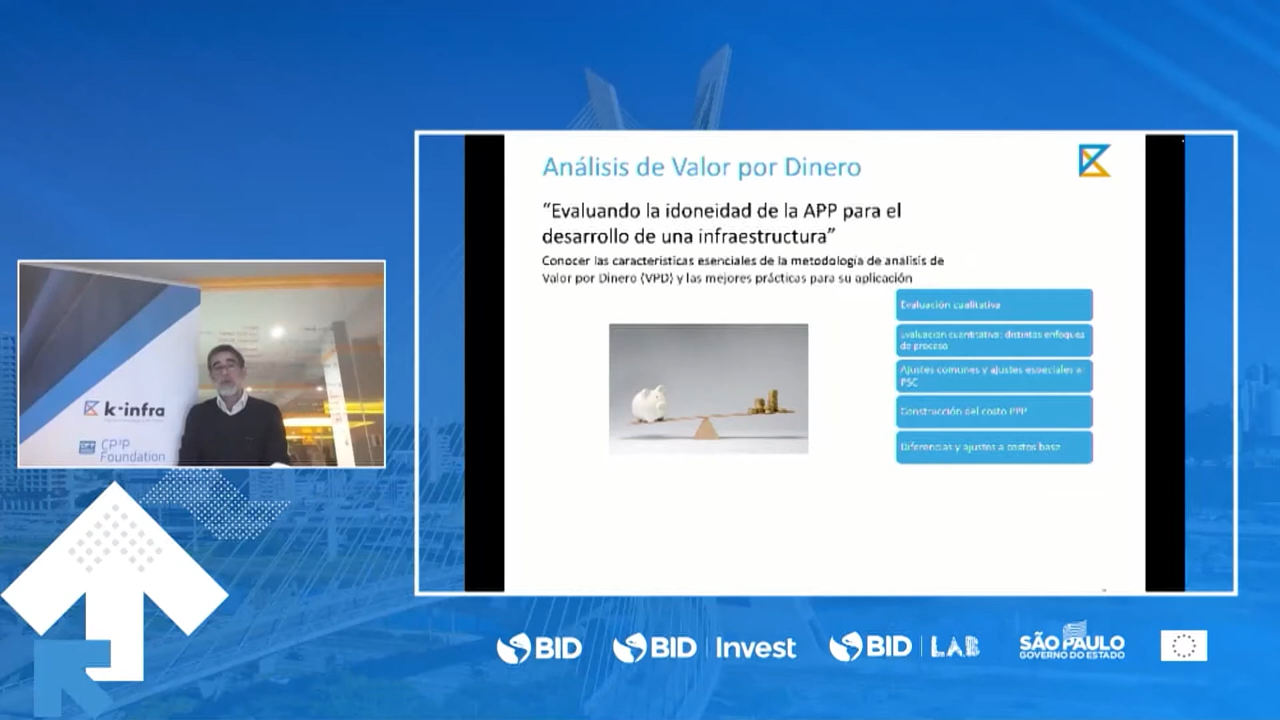 Análisis de Valor por Dinero
“Evaluando la idoneidad de la APP para el
desarrollo de una infraestructura”
Conocer las características esenciales de la metodología de análisis de
Valor por Dinero (VPD) y las mejores prácticas para su aplicación
Evaluación cualitativa
Evaluación cuantitativa: distintos enfoques
de proceso
Ajustes comunes y ajustes especiales a
PSC
Construcción del costo PPP
Diferencias y ajustes a costos base
k-infra
CP3P
Foundation
BID
BID Invest
BID LAB
SÃO PAULO
GOVERNO DO ESTADO